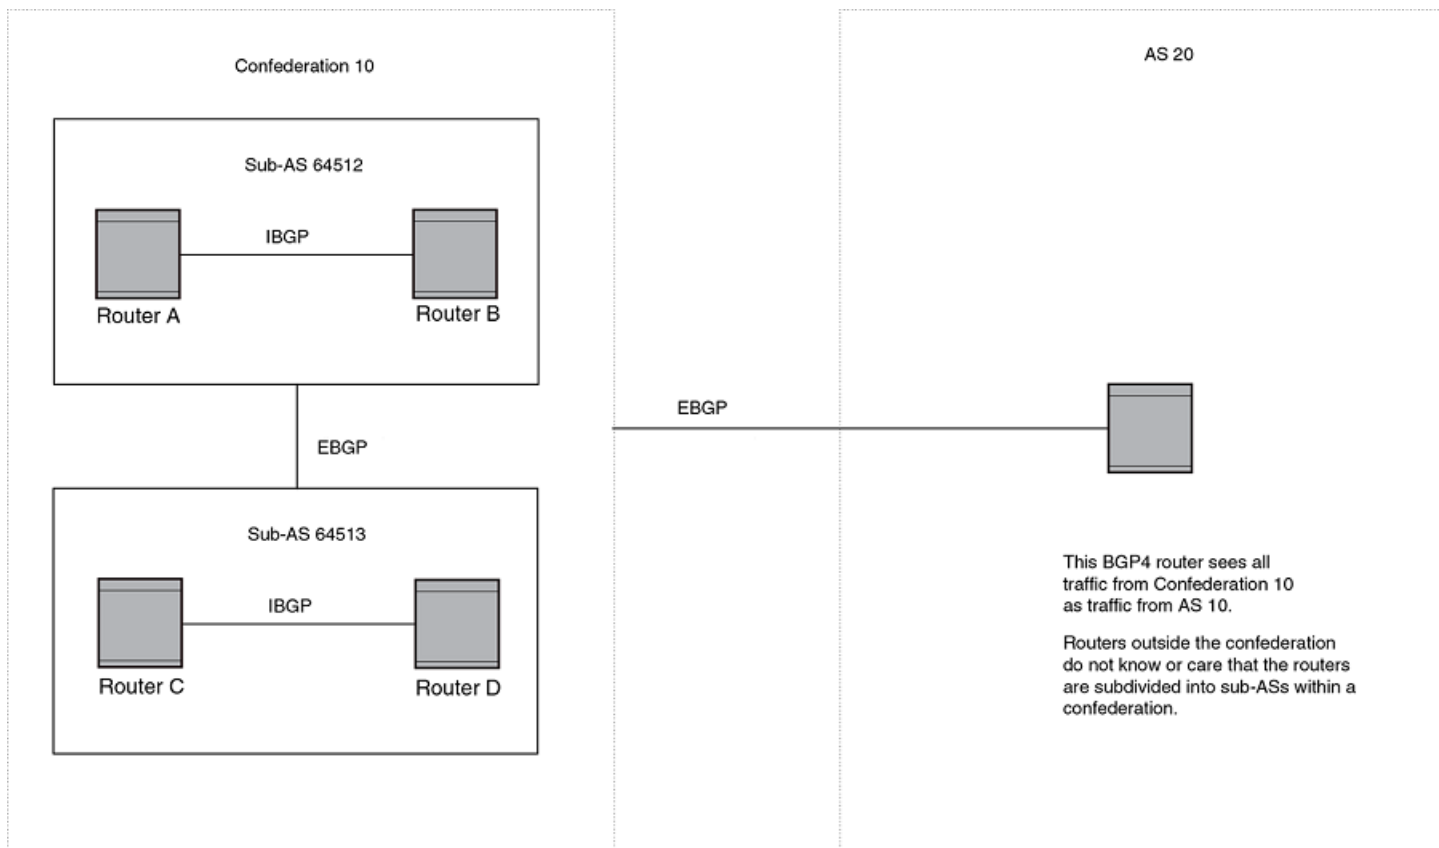 Confederation 10
AS 20
Sub-AS 64512
IBGP
Router A
Router B
EBGP
EBGP
Sub-AS 64513
IBGP
Router C
Router D
This BGP4 router sees all
traffic from Confederation 10
as traffic from AS 10.
Routers outside the confederation
do not know or care that the routers
are subdivided into sub-ASs within a
confederation.